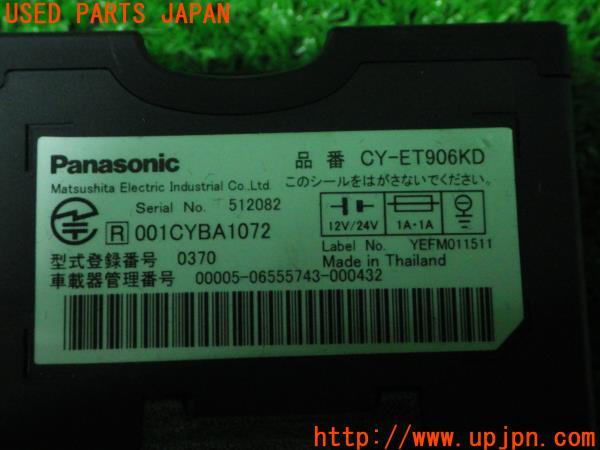 USED PARTS JAPAN
Panasonic
品 番 CY-ET906KD
Matsushita Electric Industrial Co.,Ltd.
このシールをはがさないでください。
Serial No. 512082
R 001CYBA1072
12V/24V 1A・1A
Label No. YEFM011511
型式登録番号 0370
Made in Thailand
車載器管理番号 00005-06555743-000432
禁・転載
http://www.upjpn.com